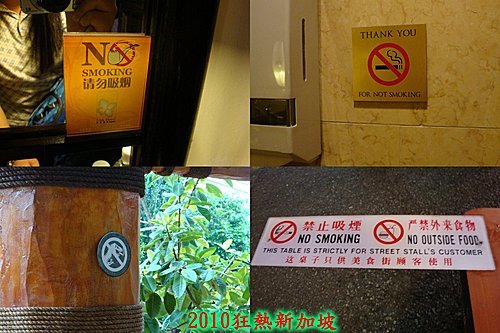 NO
SMOKING
请勿吸烟
THANK YOU
FOR NOT SMOKING
禁止吸煙 严禁外来食物
NO SMOKING NO OUTSIDE FOOD
THIS TABLE IS STRICTLY FOR STREET STALL'S CUSTOMER
这桌子只供美食街顾客使用
2010狂熱新加坡